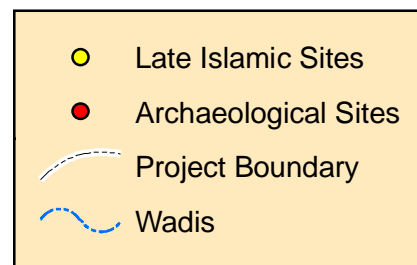 Late Islamic Sites
Archaeological Sites
Project Boundary
Wadis